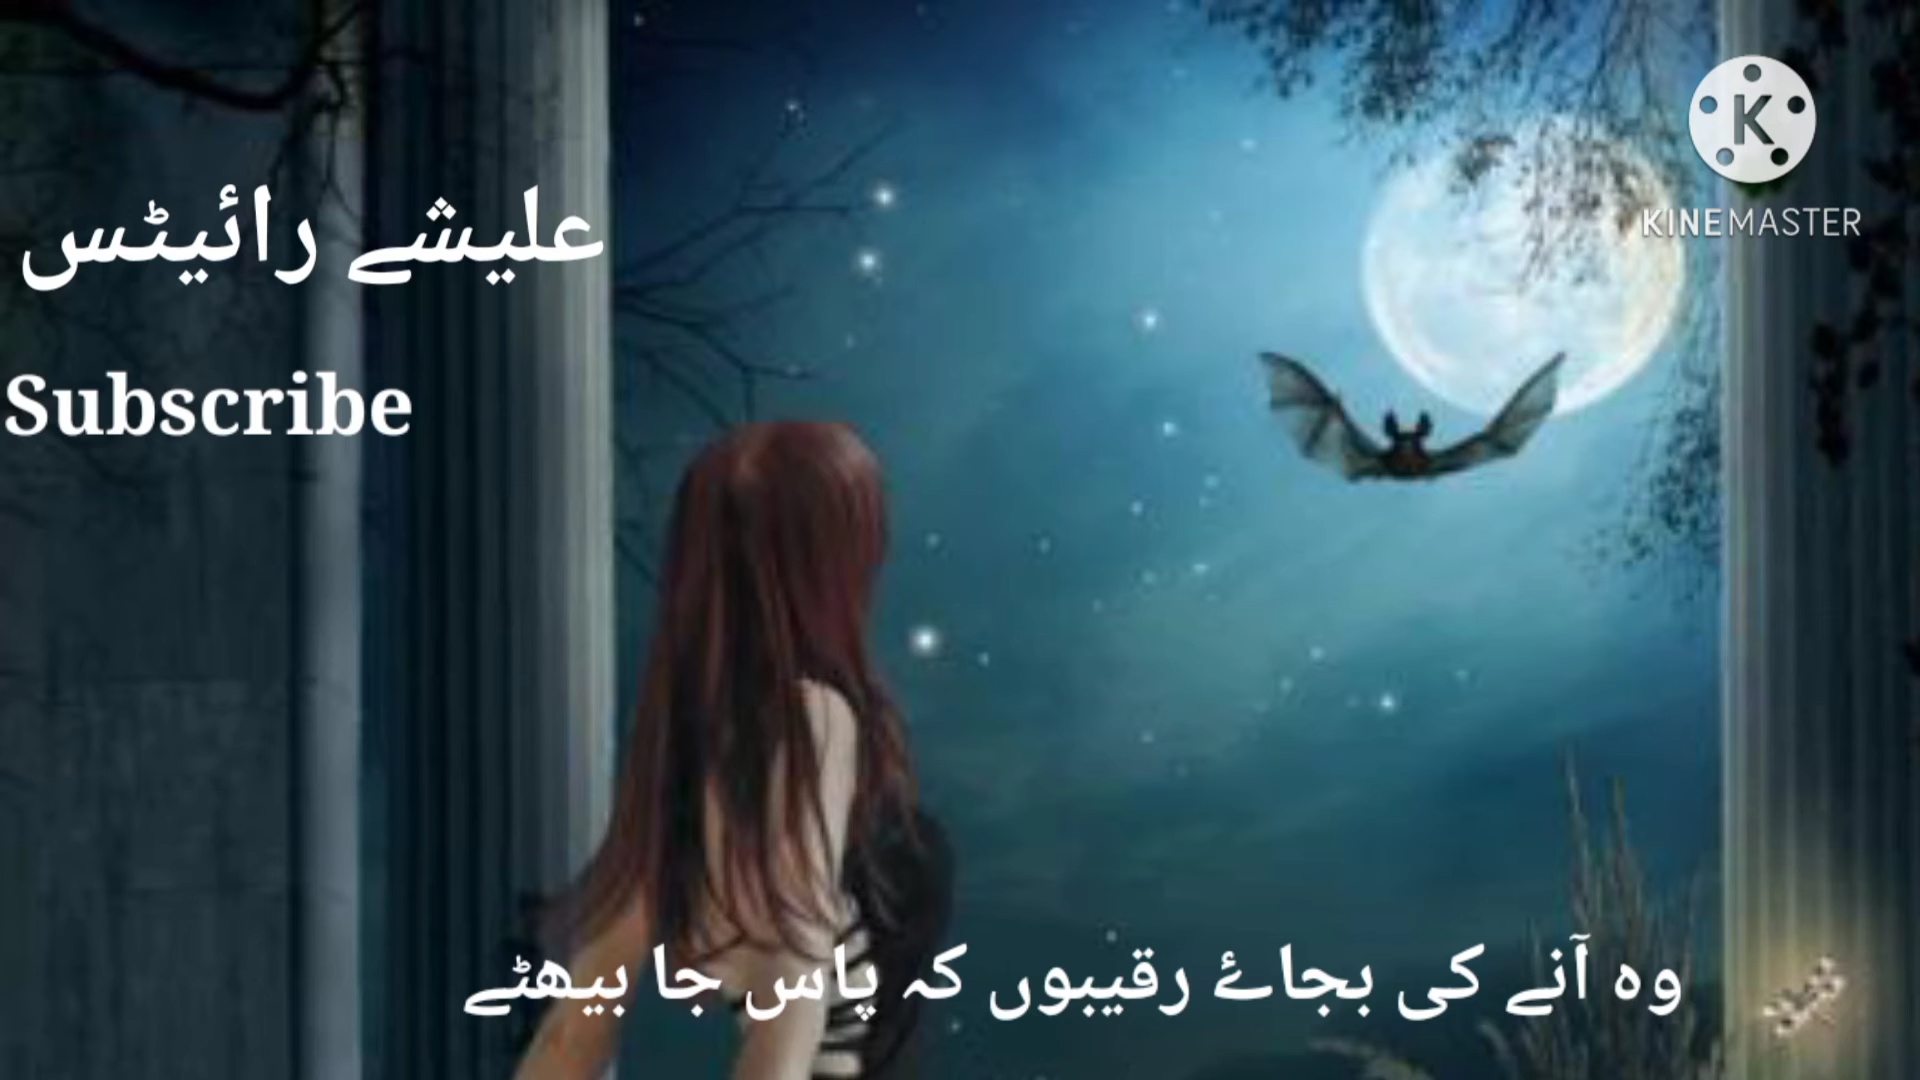 علیشے رائیٹس
Subscribe
K
KINEMASTER
وہ آنے کی بجائے رقیبوں کہ پاس جا بیھٹے